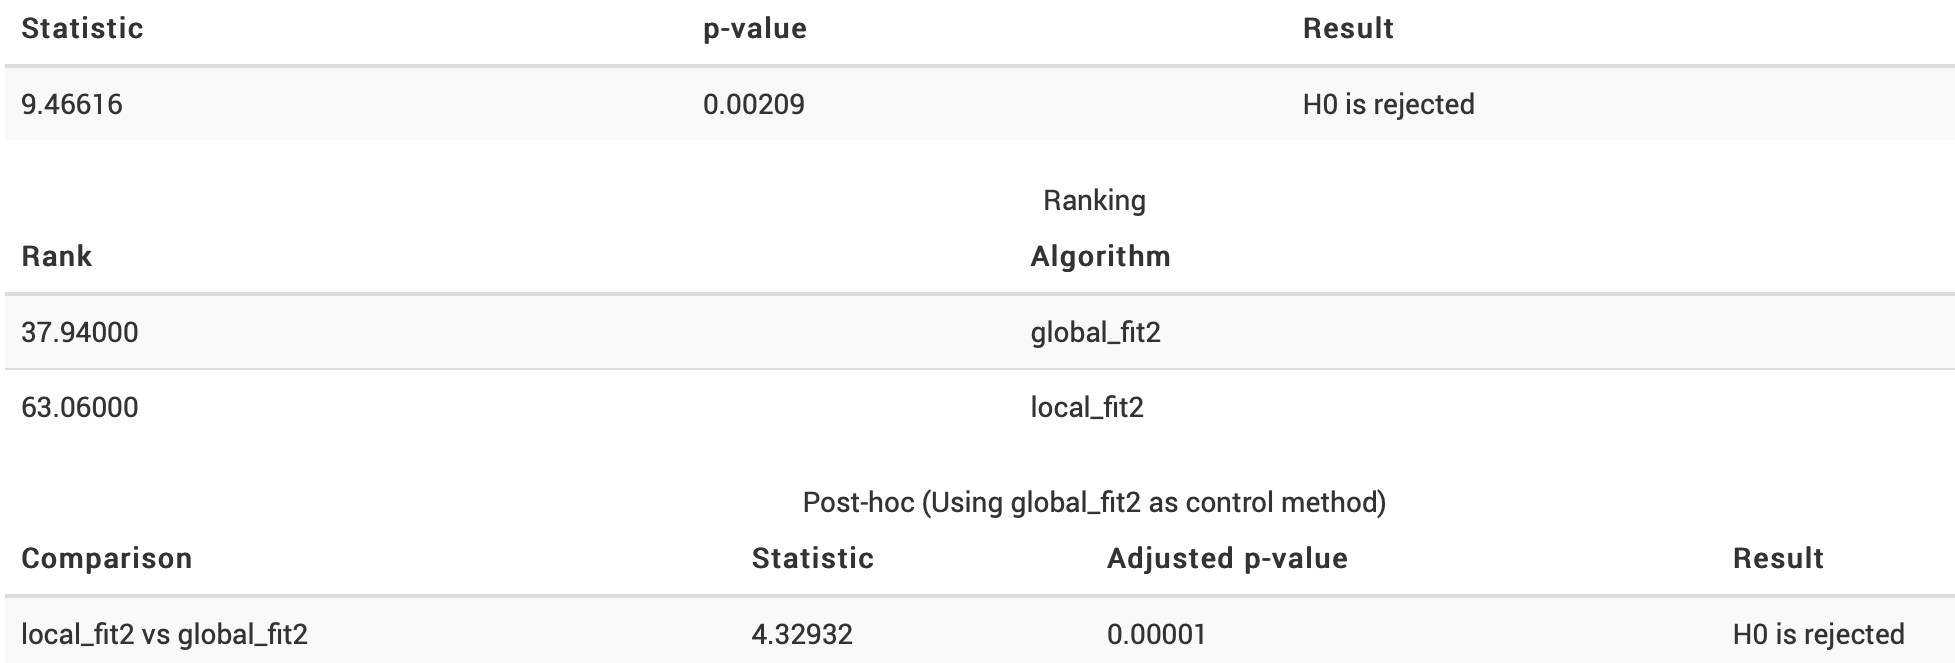 Statistic p-value Result
9.46616 0.00209 H0 is rejected
Ranking
Rank Algorithm
37.94000 global_fit2
63.06000 local_fit2
Post-hoc (Using global_fit2 as control method)
Comparison Statistic Adjusted p-value Result
local_fit2 vs global_fit2 4.32932 0.00001 H0 is rejected